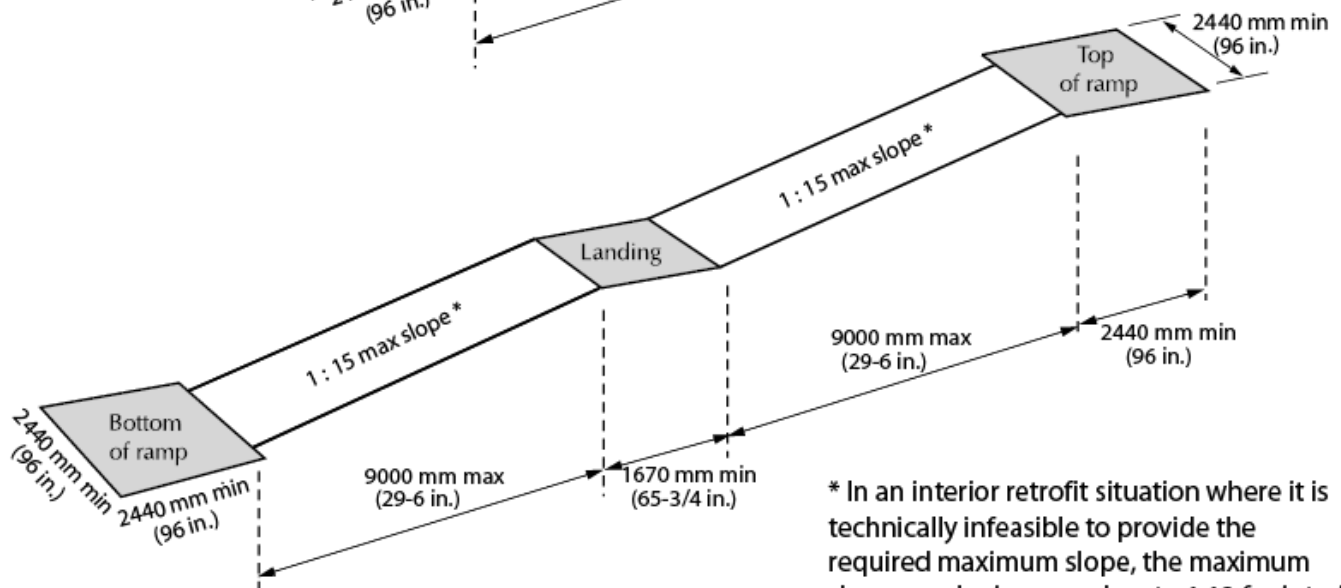 (96 in.)
2440 mm min
(96 in.)
Top
of ramp
1 : 15 max slope *
Landing
9000 mm max
(29-6 in.)
2440 mm min
(96 in.)
1 : 15 max slope *
Bottom
of ramp
2440 mm min
(96 in.)
2440 mm min
(96 in.)
9000 mm max
(29-6 in.)
1670 mm min
(65-3/4 in.)
* In an interior retrofit situation where it is
technically infeasible to provide the
required maximum slope, the maximum